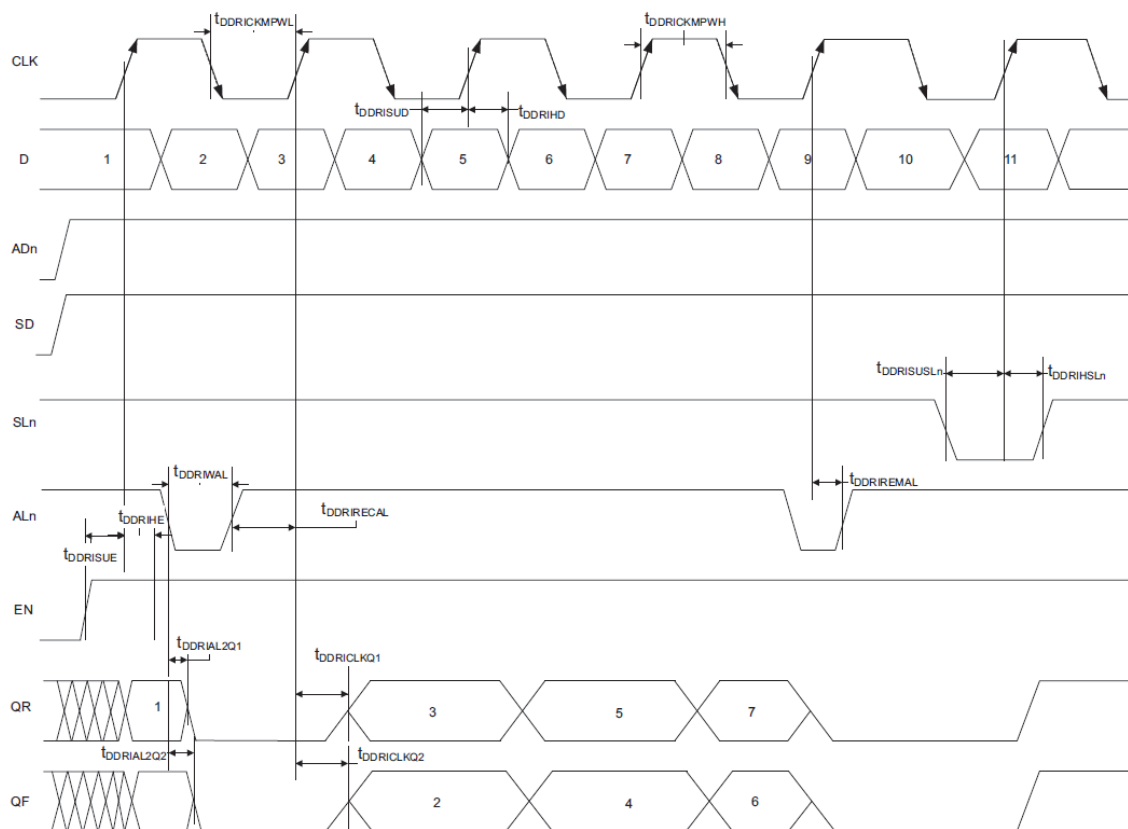 tDDRICKMPWL
tDDRICKMPWH
CLK
tDDRISUD
tDDRIHD
D
1 2 3 4 5 6 7 8 9 10 11
ADn
SD
tDDRISUSLn
tDDRIHSLn
SLn
tDDRIWAL
tDDRIREMAL
ALn
tDDRIHE
tDDRIRECAL
tDDRISUE
EN
tDDRIAL2Q1
tDDRICLKQ1
QR
1 3 5 7
tDDRIAL2Q2
tDDRICLKQ2
QF
2 4 6